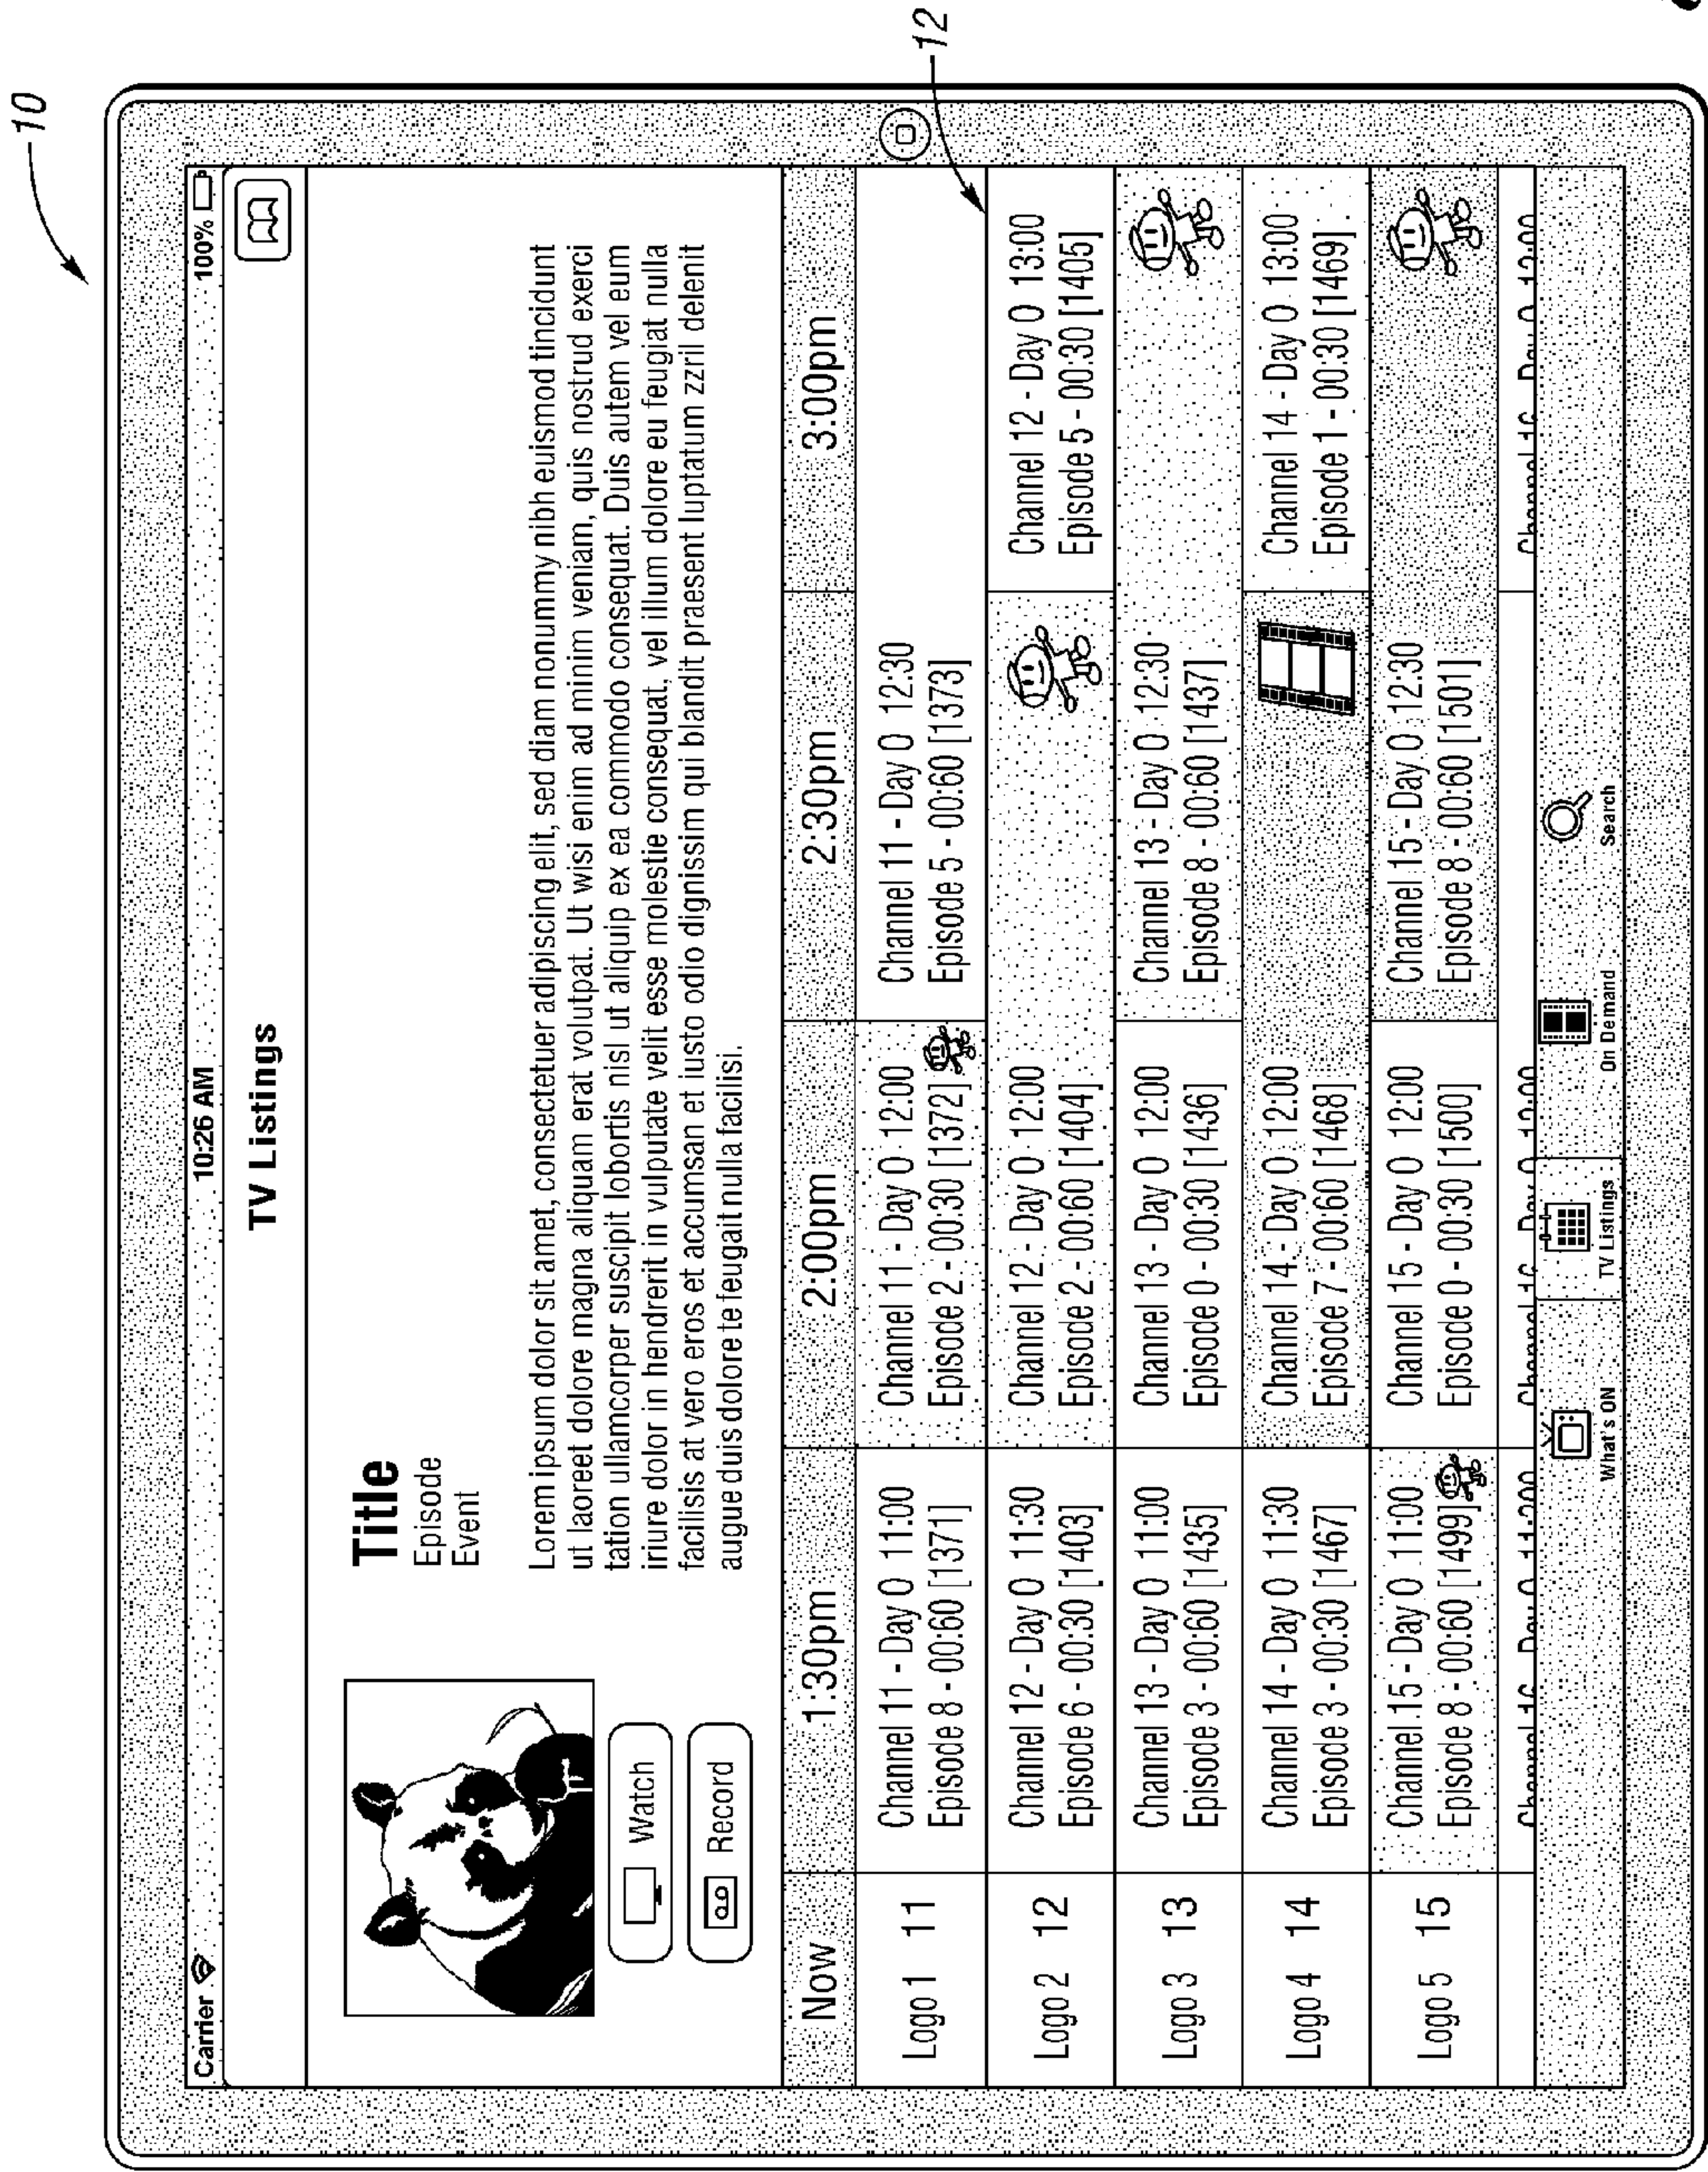 10
Carrier 10:26 AM 100%
TV Listings
Title
Episode
Event
Lorem ipsum dolor sit amet, consectetuer adipiscing elit, sed diam nonummy nibh euismod tincidunt
ut laoreet dolore magna aliquam erat volutpat. Ut wisi enim ad minim veniam, quis nostrud exerci
tation ullamcorper suscipit lobortis nisl ut aliquip ex ea commodo consequat. Duis autem vel eum
iriure dolor in hendrerit in vulputate velit esse molestie consequat, vel illum dolore eu feugiat nulla
facilisis at vero eros et accumsan et iusto odio dignissim qui blandit praesent luptatum zzril delenit
augue duis dolore te feugait nulla facilisi.
Watch
Record
Now 1:30pm 2:00pm 2:30pm 3:00pm
12
Logo 1 11 Channel 11 - Day 0 11:00 Channel 11 - Day 0 12:00 Channel 11 - Day 0 12:30
Episode 8 - 00:60 [1371] Episode 2 - 00:30 [1372] Episode 5 - 00:60 [1373]
Logo 2 12 Channel 12 - Day 0 11:30 Channel 12 - Day 0 12:00 Channel 12 - Day 0 13:00
Episode 6 - 00:30 [1403] Episode 2 - 00:60 [1404] Episode 5 - 00:30 [1405]
Logo 3 13 Channel 13 - Day 0 11:00 Channel 13 - Day 0 12:00 Channel 13 - Day 0 12:30
Episode 3 - 00:60 [1435] Episode 0 - 00:30 [1436] Episode 8 - 00:60 [1437]
Logo 4 14 Channel 14 - Day 0 11:30 Channel 14 - Day 0 12:00 Channel 14 - Day 0 13:00
Episode 3 - 00:30 [1467] Episode 7 - 00:60 [1468] Episode 1 - 00:30 [1469]
Logo 5 15 Channel 15 - Day 0 11:00 Channel 15 - Day 0 12:00 Channel 15 - Day 0 12:30
Episode 8 - 00:60 [1499] Episode 0 - 00:30 [1500] Episode 8 - 00:60 [1501]
What's ON TV Listings On Demand Search